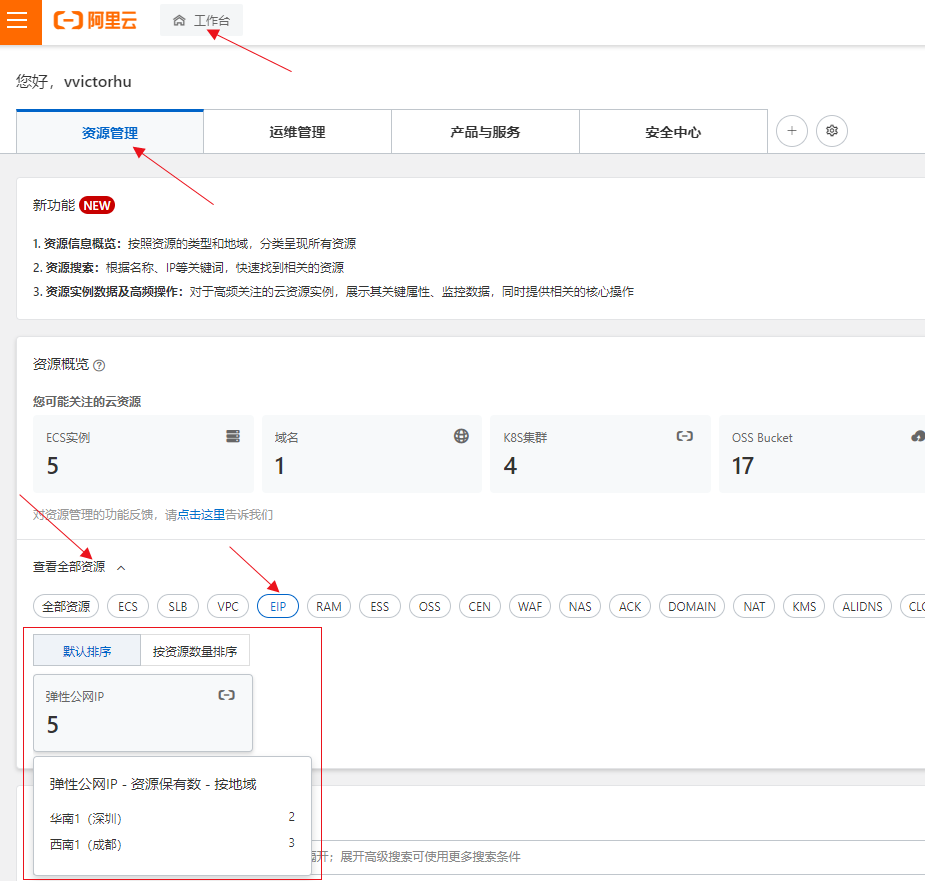 阿里云 工作台
您好，vvictorhu
资源管理 运维管理 产品与服务 安全中心
新功能 NEW
1. 资源信息概览：按照资源的类型和地域，分类呈现所有资源
2. 资源搜索：根据名称、IP等关键词，快速找到相关的资源
3. 资源实例数据及高频操作：对于高频关注的云资源实例，展示其关键属性、监控数据，同时提供相关的核心操作
资源概览
您可能关注的云资源
ECS实例 域名 K8S集群 OSS Bucket
5 1 4 17
对资源管理的功能反馈，请点击这里告诉我们
查看全部资源
全部资源 ECS SLB VPC EIP RAM ESS OSS CEN WAF NAS ACK DOMAIN NAT KMS ALIDNS
默认排序 按资源数量排序
弹性公网IP
5
弹性公网IP - 资源保有数 - 按地域
华南1（深圳） 2
西南1（成都） 3
开；展开高级搜索可使用更多搜索条件